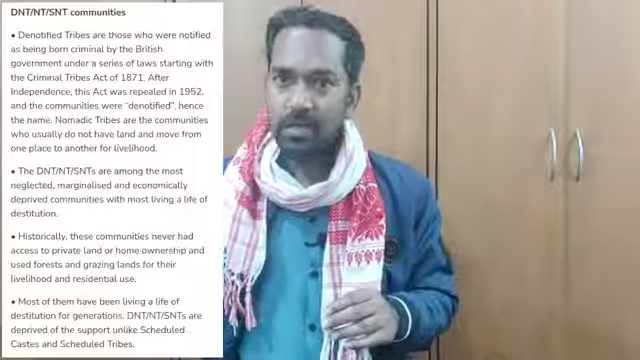 DNT/NT/SNT communities
• Denotified Tribes are those who were notified
as being born criminal by the British
government under a series of laws starting with
the Criminal Tribes Act of 1871. After
Independence, this Act was repealed in 1952,
and the communities were "denotified", hence
the name. Nomadic Tribes are the communities
who usually do not have land and move from
one place to another for livelihood.
• The DNT/NT/SNTs are among the most
neglected, marginalised and economically
deprived communities with most living a life of
destitution.
• Historically, these communities never had
access to private land or home ownership and
used forests and grazing lands for their
livelihood and residential use.
• Most of them have been living a life of
destitution for generations. DNT/NT/SNTs are
deprived of the support unlike Scheduled
Castes and Scheduled Tribes.